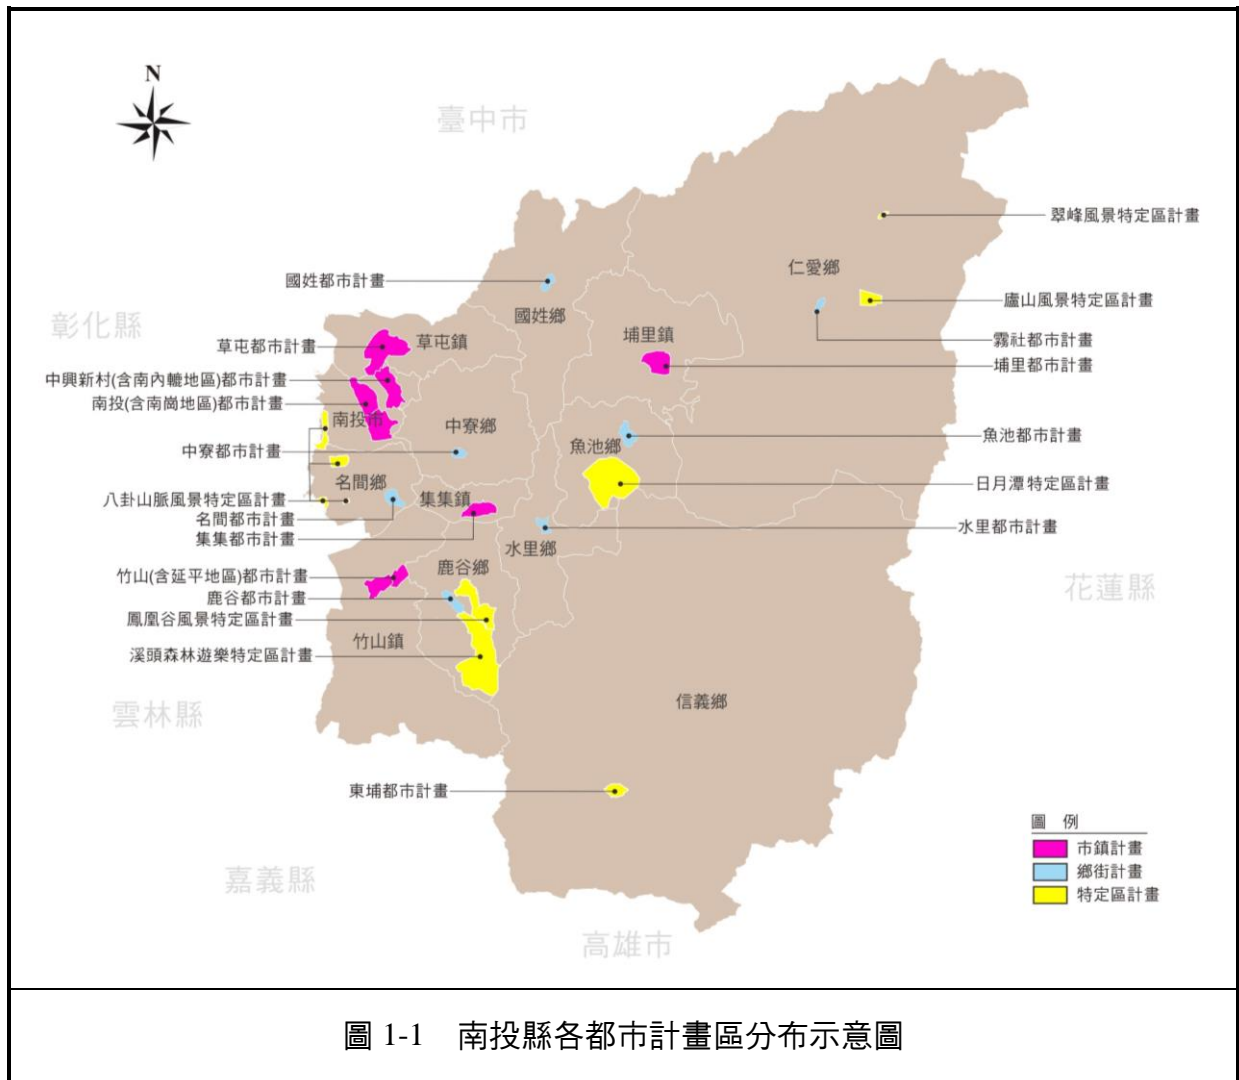 N
臺中市
翠峰風景特定區計畫
仁愛鄉
國姓都市計畫
廬山風景特定區計畫
國姓鄉
彰化縣
埔里鎮
霧社都市計畫
草屯鎮
草屯都市計畫
埔里都市計畫
中興新村(含南內轆地區)都市計畫
南投(含南崗地區)都市計畫
南投市
中寮鄉
魚池都市計畫
魚池鄉
中寮都市計畫
名間鄉
日月潭特定區計畫
八卦山脈風景特定區計畫
集集鎮
名間都市計畫
水里都市計畫
集集都市計畫
水里鄉
鹿谷鄉
竹山(含延平地區)都市計畫
花蓮縣
鹿谷都市計畫
鳳凰谷風景特定區計畫
竹山鎮
溪頭森林遊樂特定區計畫
信義鄉
雲林縣
東埔都市計畫
圖 例
市鎮計畫
鄉街計畫
特定區計畫
嘉義縣
高雄市
圖 1-1 南投縣各都市計畫區分布示意圖